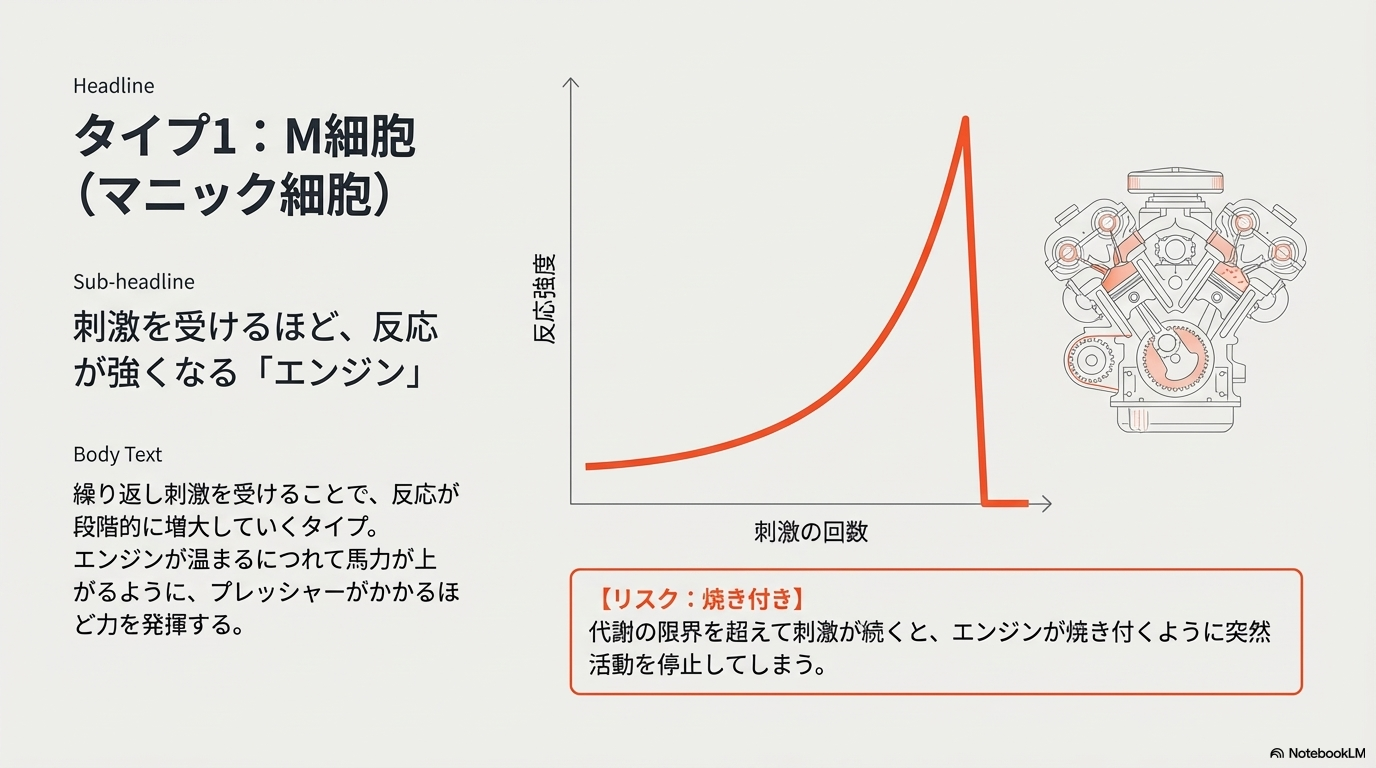 Headline
タイプ1：M細胞
（マニック細胞）
Sub-headline
刺激を受けるほど、反応
が強くなる「エンジン」
Body Text
繰り返し刺激を受けることで、反応が
段階的に増大していくタイプ。
エンジンが温まるにつれて馬力が上
がるように、プレッシャーがかかるほ
ど力を発揮する。
反応強度
刺激の回数
【リスク：焼き付き】
代謝の限界を超えて刺激が続くと、エンジンが焼き付くように突然
活動を停止してしまう。
NotebookLM